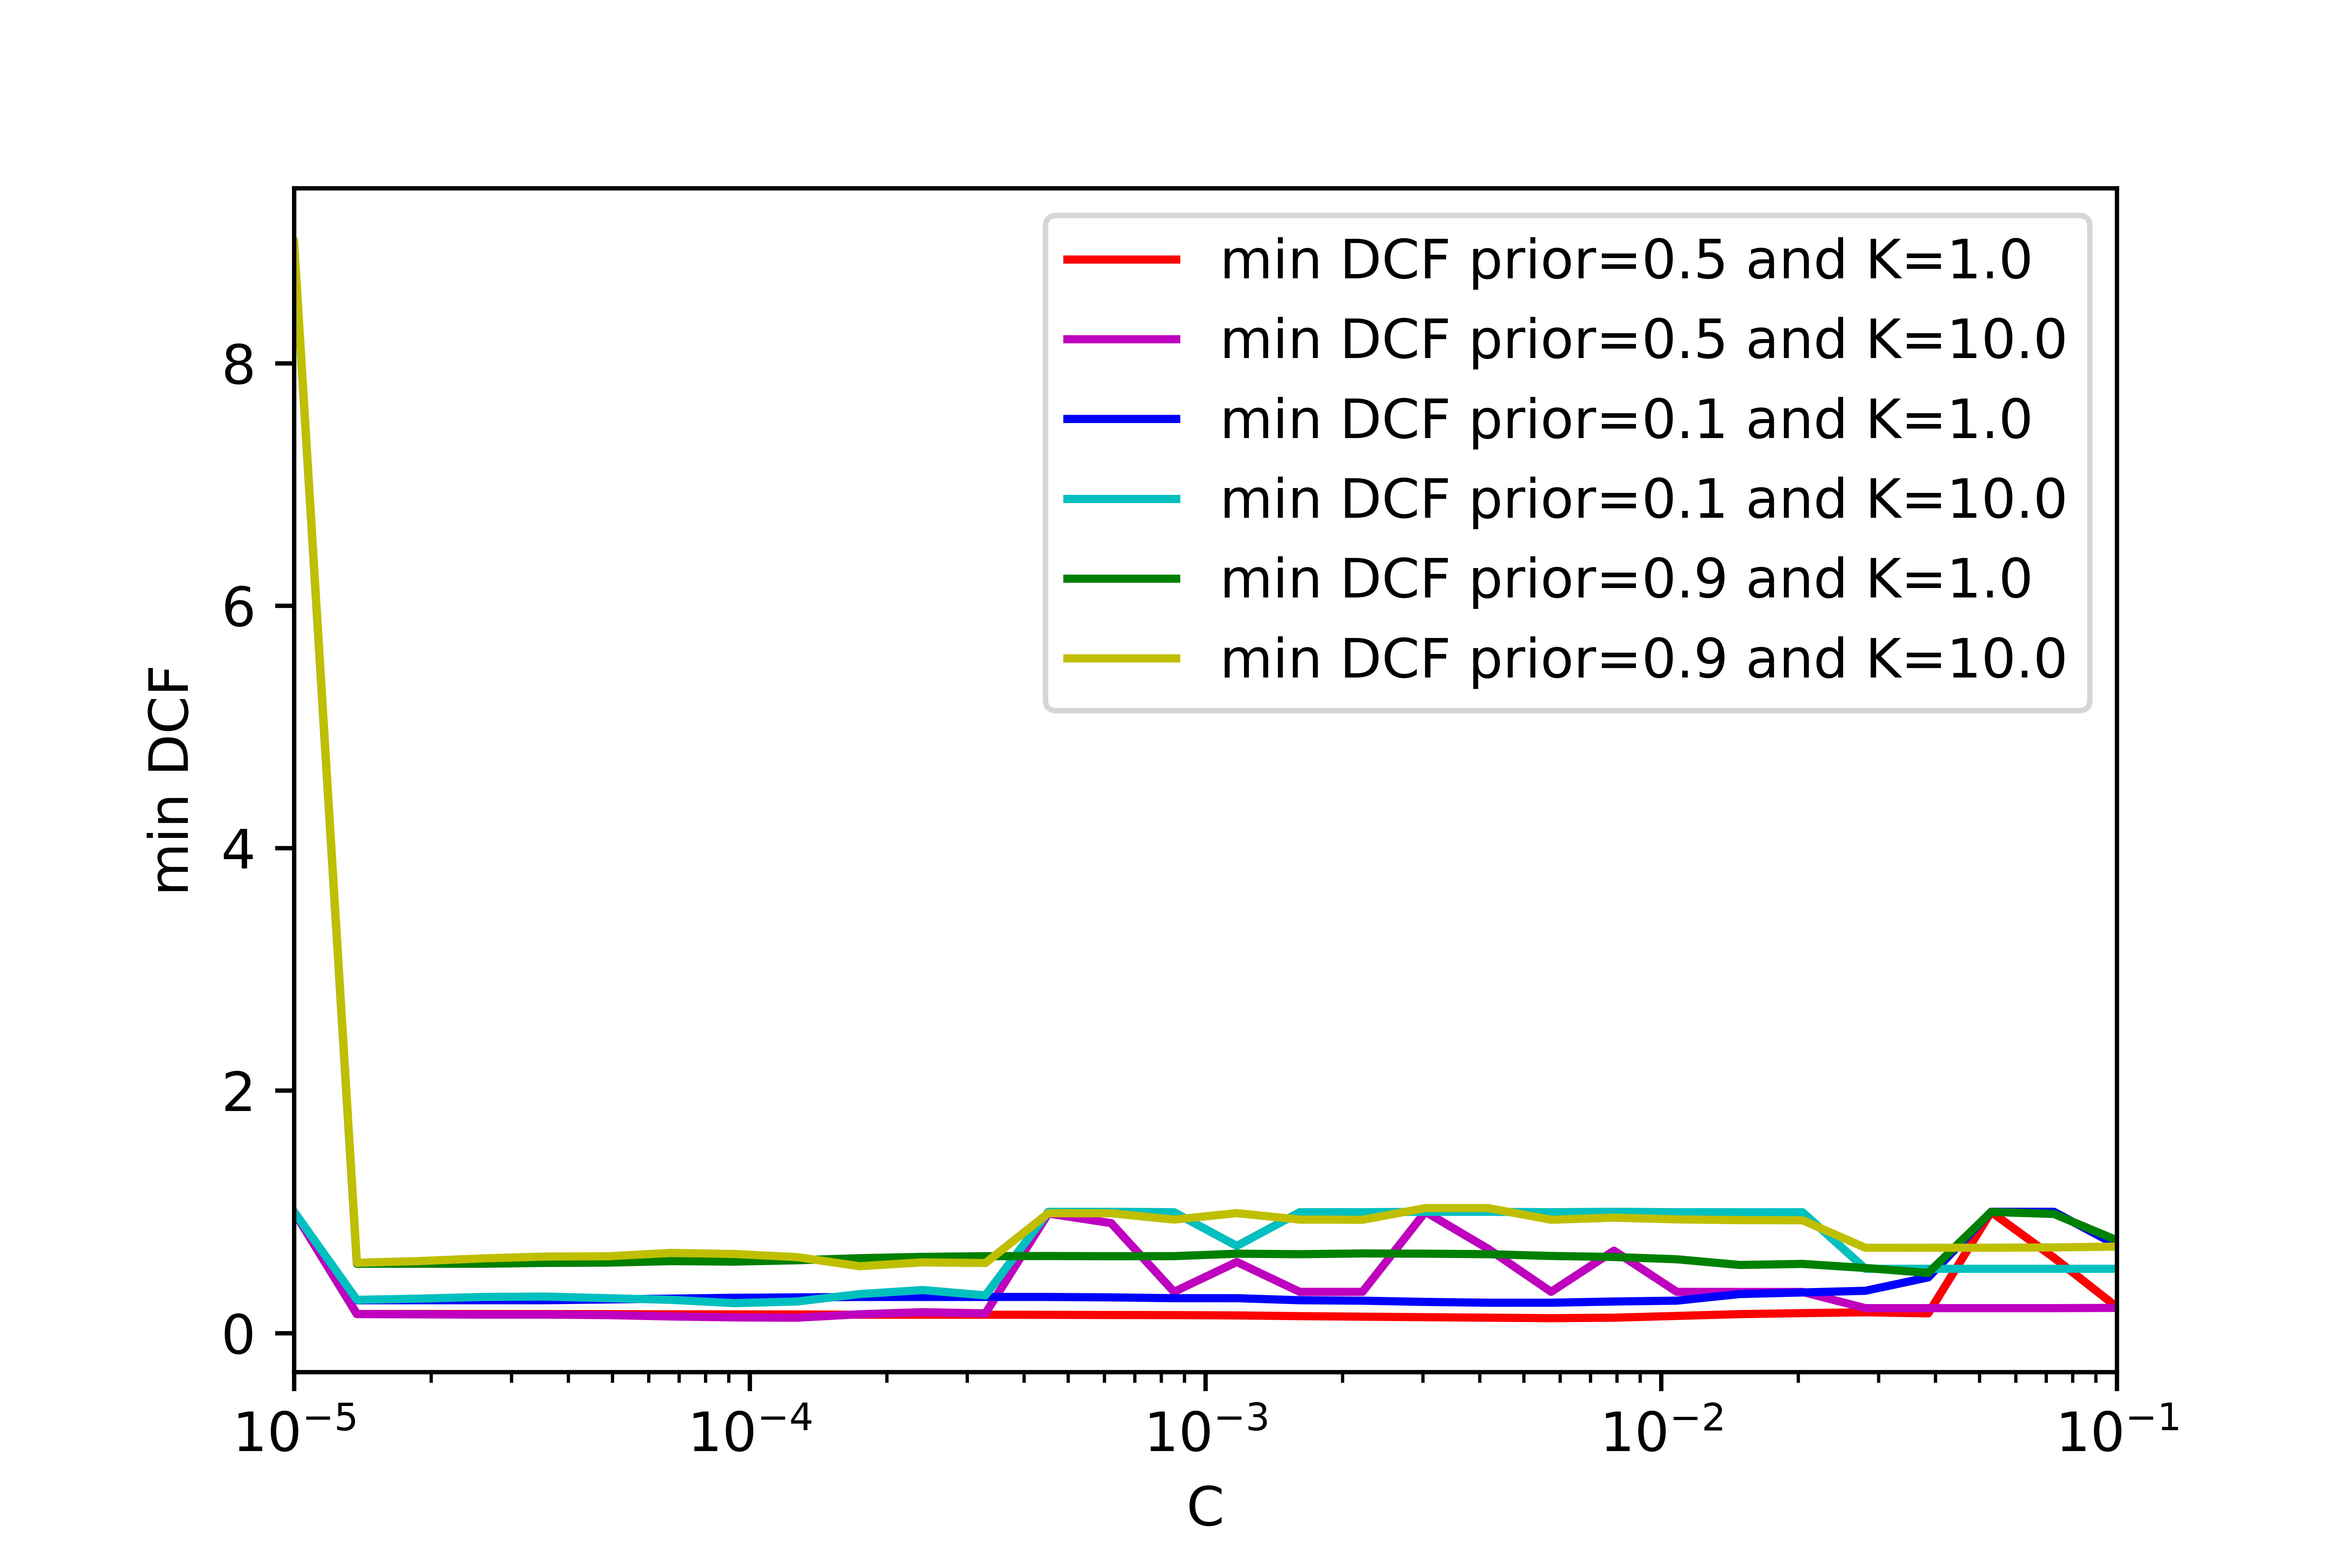 min DCF prior=0.5 and K=1.0
min DCF prior=0.5 and K=10.0
min DCF prior=0.1 and K=1.0
min DCF prior=0.1 and K=10.0
min DCF prior=0.9 and K=1.0
min DCF prior=0.9 and K=10.0
8
6
4
2
0
min DCF
10⁻⁵ 10⁻⁴ 10⁻³ 10⁻² 10⁻¹
C